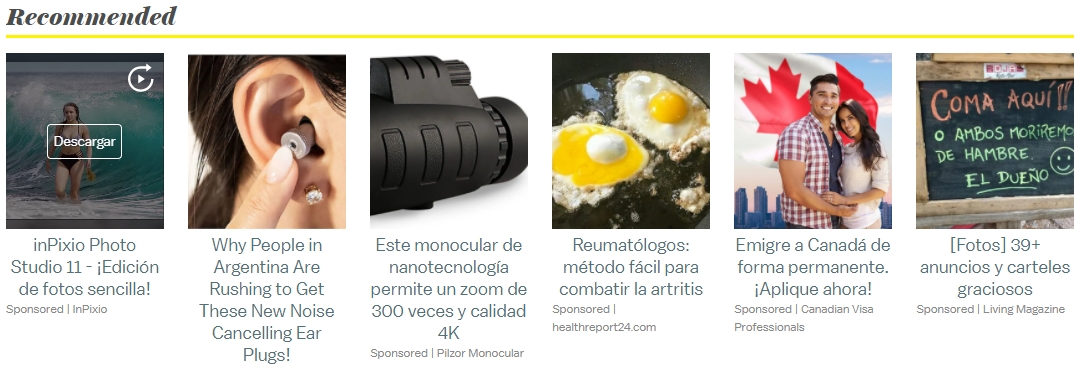 Recommended
Descargar
inPixio Photo
Studio 11 - ¡Edición
de fotos sencilla!
Sponsored | InPixio
Why People in
Argentina Are
Rushing to Get
These New Noise
Cancelling Ear
Plugs!
Este monocular de
nanotecnología
permite un zoom de
300 veces y calidad
4K
Sponsored | Pilzor Monocular
Reumatólogos:
método fácil para
combatir la artritis
Sponsored |
healthreport24.com
Emigre a Canadá de
forma permanente.
¡Aplique ahora!
Sponsored | Canadian Visa
Professionals
COMA AQUÍ!!
O AMBOS MORIREMO
DE HAMBRE.
EL DUEÑO
[Fotos] 39+
anuncios y carteles
graciosos
Sponsored | Living Magazine